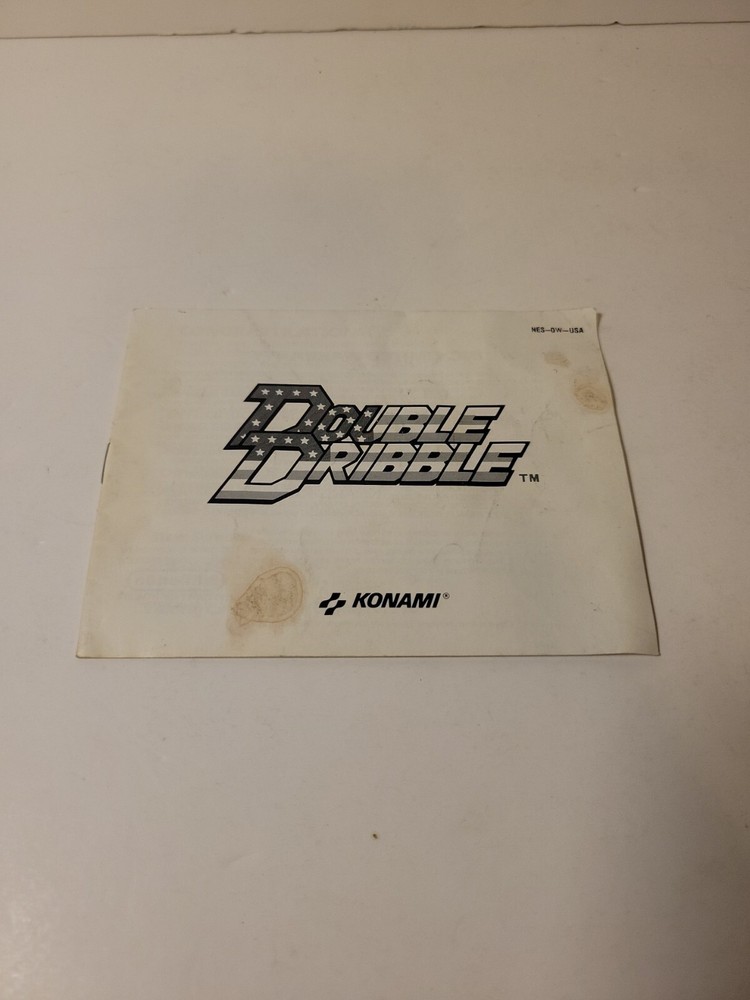 NES-DW-USA
DOUBLE
DRIBBLE TM
KONAMI®